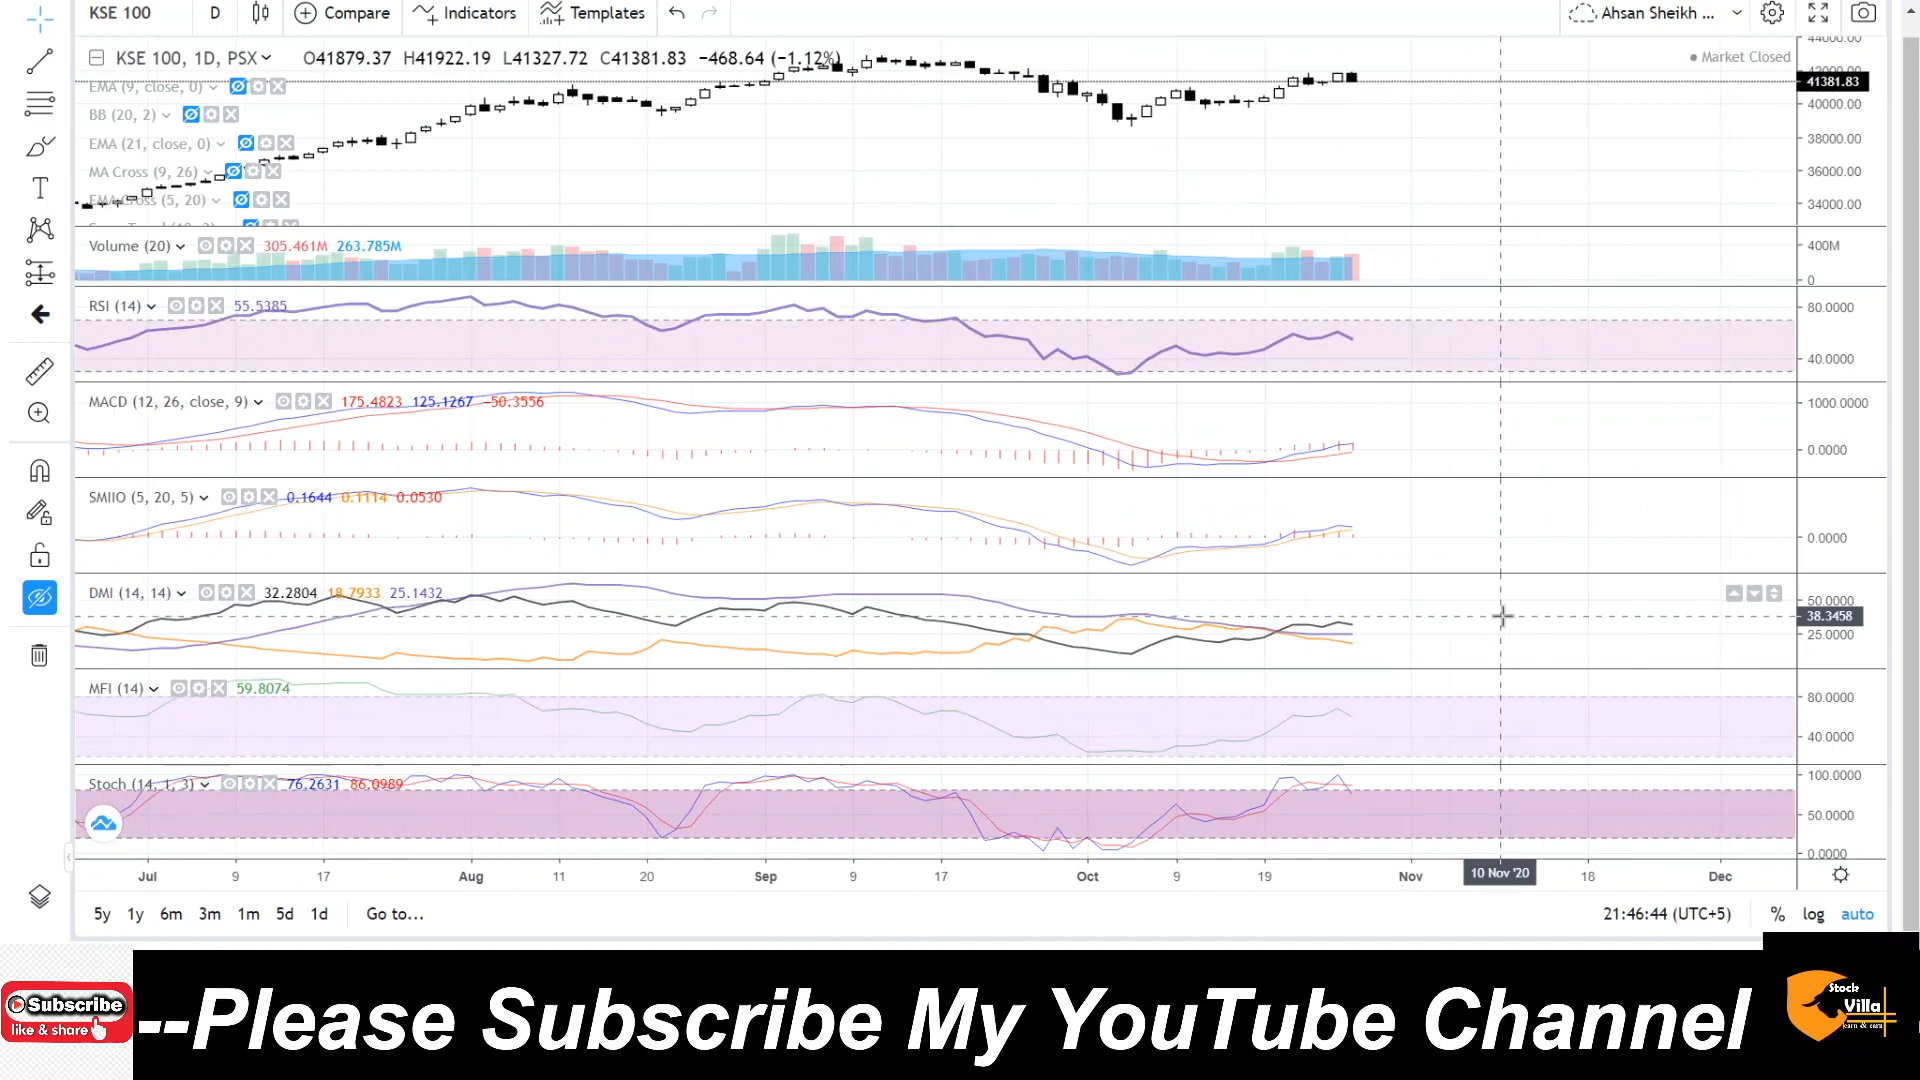 KSE 100 D Compare Indicators Templates Ahsan Sheikh ...
KSE 100, 1D, PSX O41879.37 H41922.19 L41327.72 C41381.83 −468.64 (−1.12%) Market Closed
EMA (9, close, 0)
BB (20, 2)
EMA (21, close, 0)
MA Cross (9, 26)
EMA Cross (5, 20)
44000.00
42000.00
41381.83
40000.00
38000.00
36000.00
34000.00
Volume (20) 305.461M 263.785M
400M
0
RSI (14) 55.5385
80.0000
40.0000
MACD (12, 26, close, 9) 175.4823 125.1267 −50.3556
1000.0000
0.0000
SMIIO (5, 20, 5) 0.1644 0.1114 0.0530
0.0000
DMI (14, 14) 32.2804 18.7933 25.1432
50.0000
38.3458
25.0000
MFI (14) 59.8074
80.0000
40.0000
Stoch (14, 1, 3) 76.2631 86.0989
100.0000
50.0000
0.0000
Jul 9 17 Aug 11 20 Sep 9 17 Oct 9 19 Nov 10 Nov '20 18 Dec
5y 1y 6m 3m 1m 5d 1d Go to... 21:46:44 (UTC+5) % log auto
Subscribe
like & share
--Please Subscribe My YouTube Channel
Stock
Villa
learn & earn